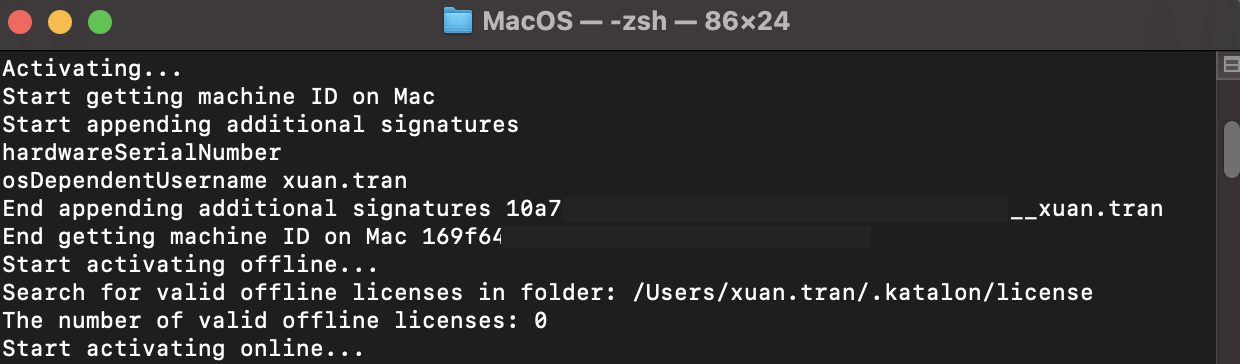 MacOS — -zsh — 86×24
Activating...
Start getting machine ID on Mac
Start appending additional signatures
hardwareSerialNumber
osDependentUsername xuan.tran
End appending additional signatures 10a7 __xuan.tran
End getting machine ID on Mac 169f64
Start activating offline...
Search for valid offline licenses in folder: /Users/xuan.tran/.katalon/license
The number of valid offline licenses: 0
Start activating online...